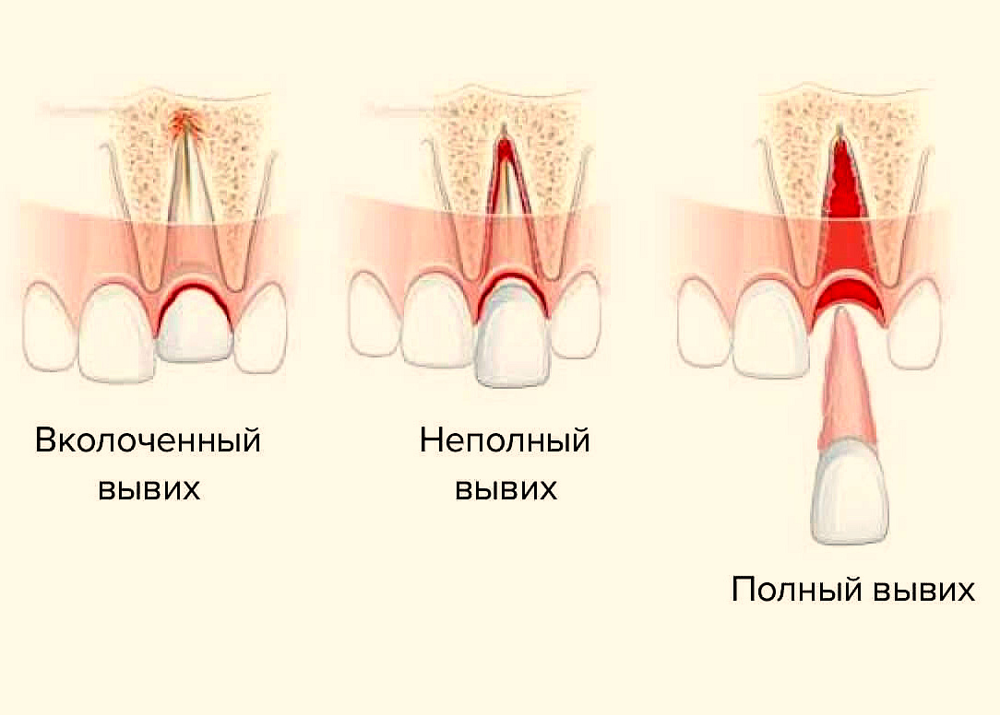 Вколоченный
вывих
Неполный
вывих
Полный вывих